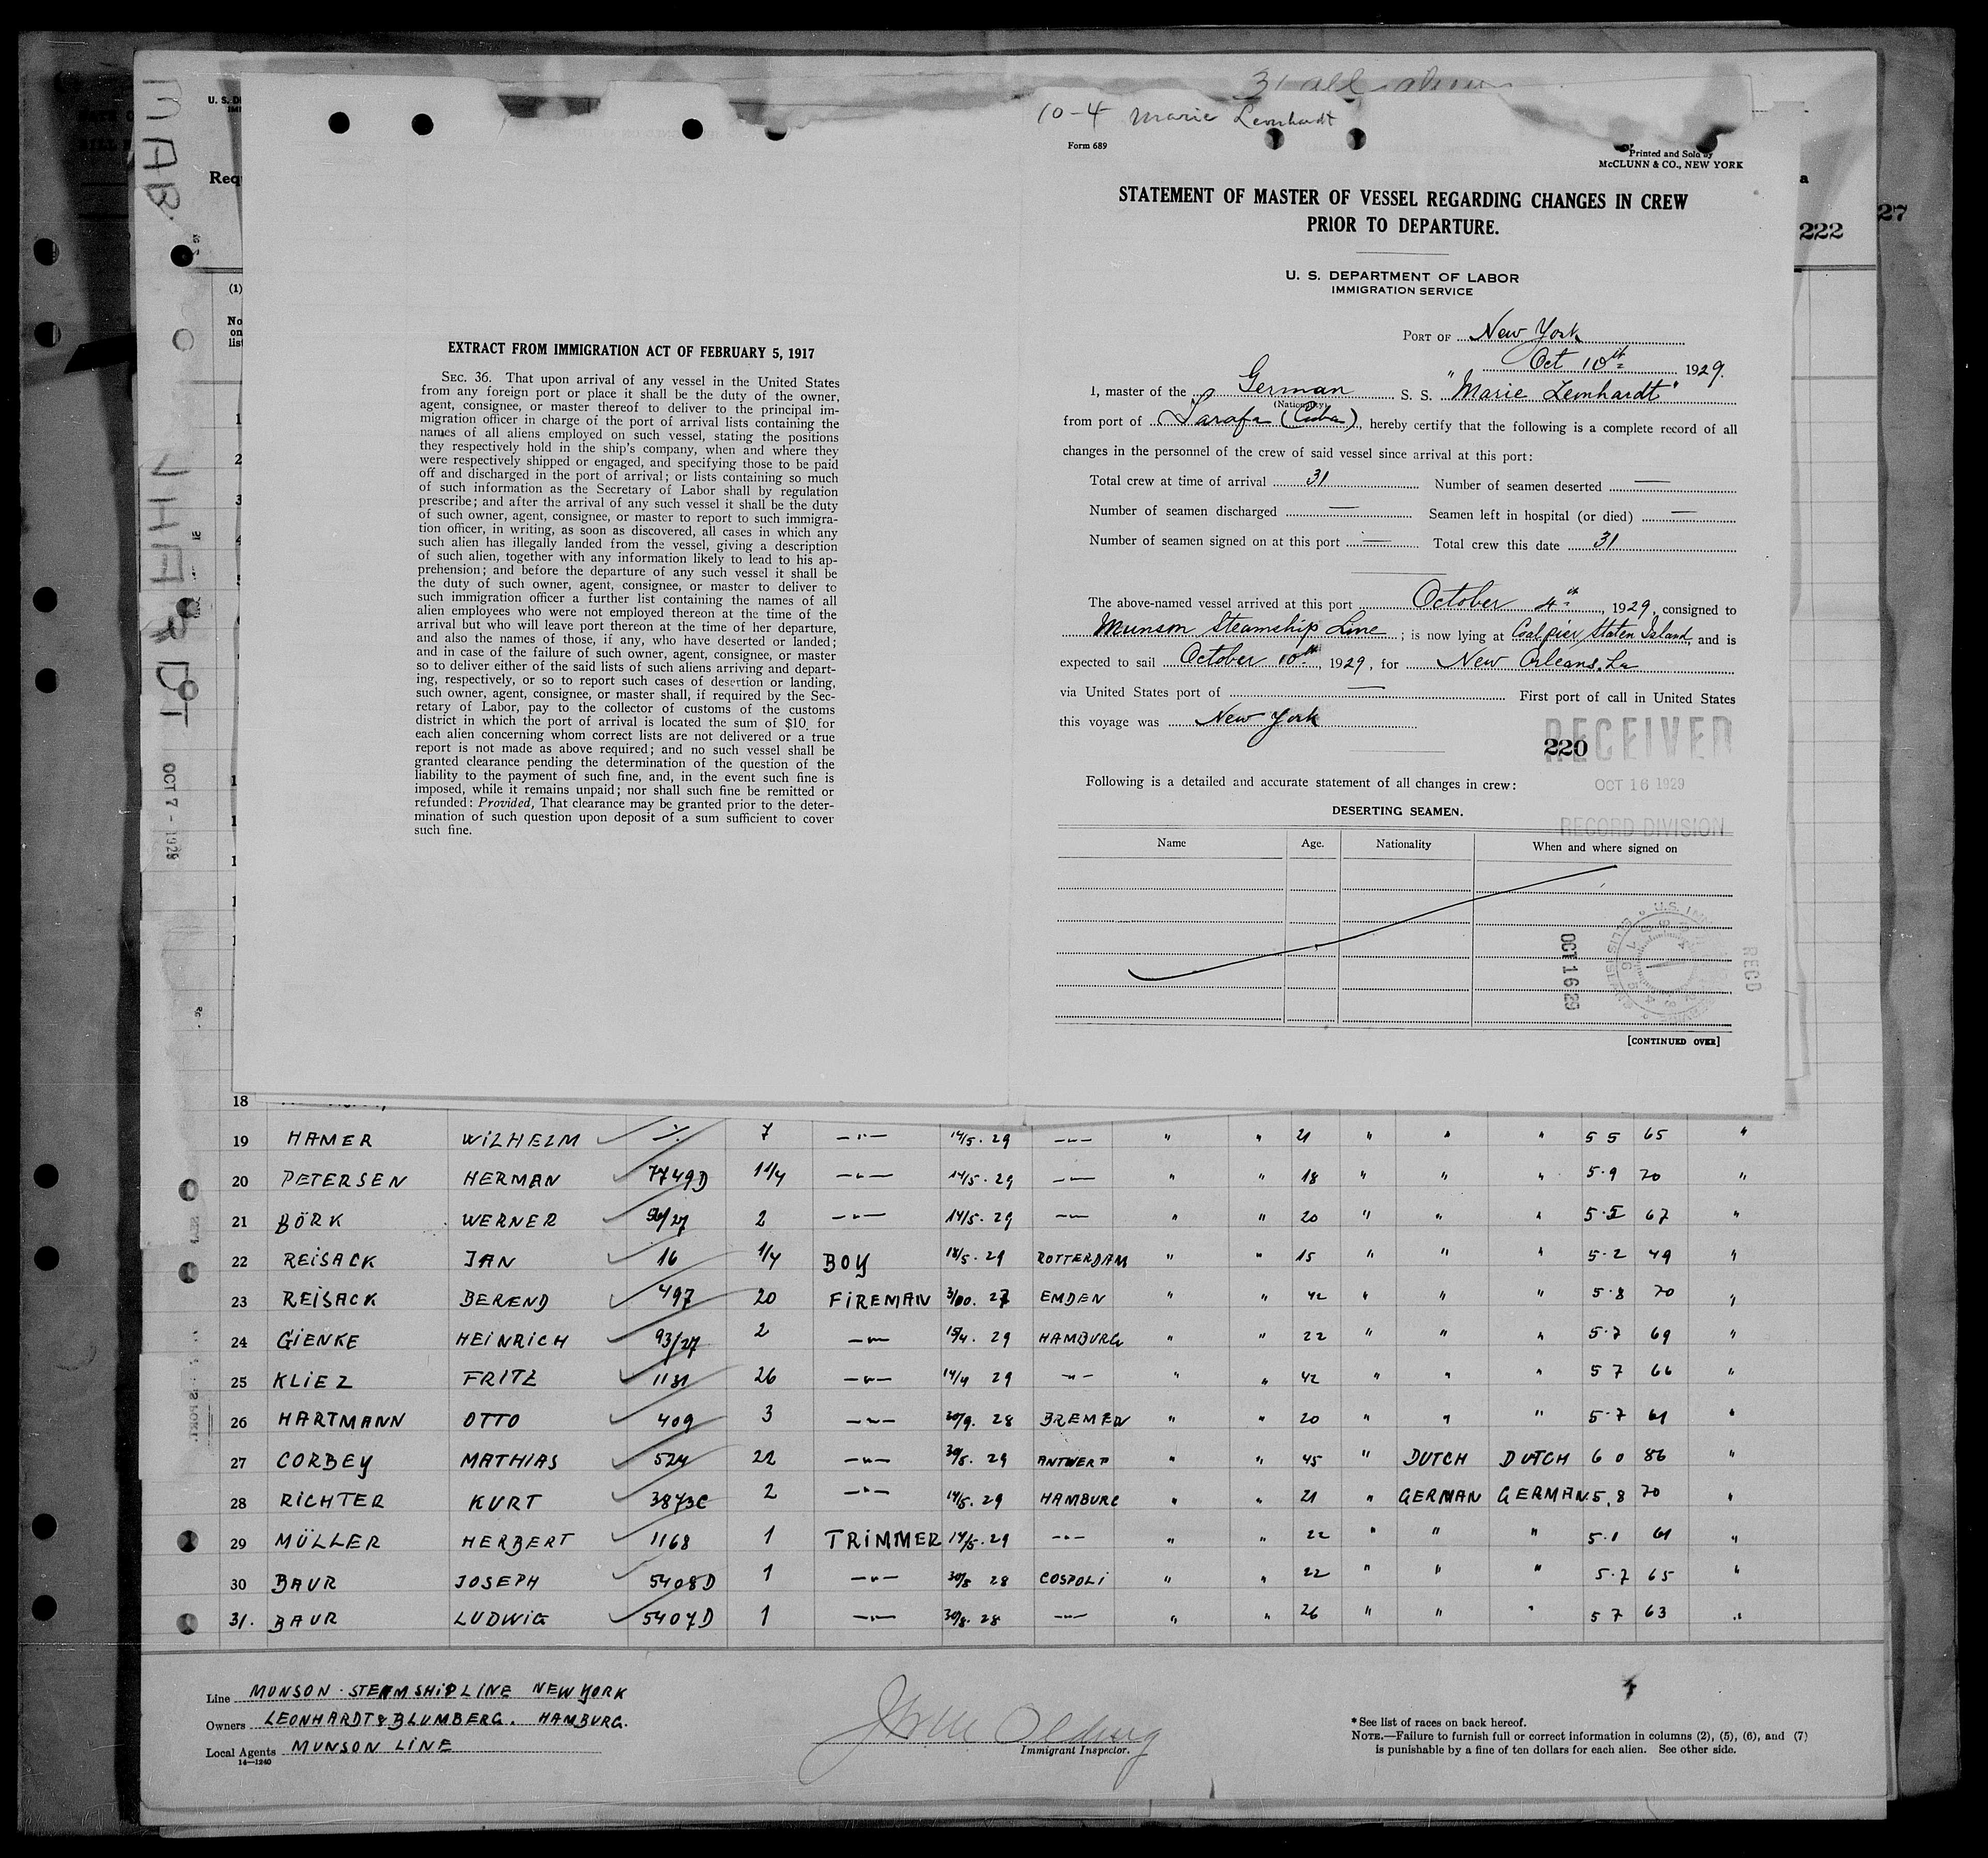 31 all aliens
10-4 Marie Leonhardt
Form 689
Printed and Sold by
McCLUNN & CO., NEW YORK
STATEMENT OF MASTER OF VESSEL REGARDING CHANGES IN CREW
PRIOR TO DEPARTURE.
U. S. DEPARTMENT OF LABOR
IMMIGRATION SERVICE
PORT OF New York
Oct 10th 1929.
I, master of the German S. S. "Marie Leonhardt"
(Nationality)
from port of Tarafa (Cuba), hereby certify that the following is a complete record of all
changes in the personnel of the crew of said vessel since arrival at this port:
Total crew at time of arrival 31 Number of seamen deserted —
Number of seamen discharged — Seamen left in hospital (or died) —
Number of seamen signed on at this port — Total crew this date 31
The above-named vessel arrived at this port October 4th, 1929, consigned to
Munson Steamship Line; is now lying at Coal pier, Staten Island, and is
expected to sail October 10th, 1929, for New Orleans, La
via United States port of — First port of call in United States
this voyage was New York
RECEIVED
220
OCT 16 1929
RECORD DIVISION
Following is a detailed and accurate statement of all changes in crew:
DESERTING SEAMEN.
Name Age. Nationality When and where signed on
OCT 16 29
RECD
[CONTINUED OVER]
EXTRACT FROM IMMIGRATION ACT OF FEBRUARY 5, 1917
SEC. 36. That upon arrival of any vessel in the United States
from any foreign port or place it shall be the duty of the owner,
agent, consignee, or master thereof to deliver to the principal im-
migration officer in charge of the port of arrival lists containing the
names of all aliens employed on such vessel, stating the positions
they respectively hold in the ship's company, when and where they
were respectively shipped or engaged, and specifying those to be paid
off and discharged in the port of arrival; or lists containing so much
of such information as the Secretary of Labor shall by regulation
prescribe; and after the arrival of any such vessel it shall be the duty
of such owner, agent, consignee, or master to report to such immigra-
tion officer, in writing, as soon as discovered, all cases in which any
such alien has illegally landed from the vessel, giving a description
of such alien, together with any information likely to lead to his ap-
prehension; and before the departure of any such vessel it shall be
the duty of such owner, agent, consignee, or master to deliver to
such immigration officer a further list containing the names of all
alien employees who were not employed thereon at the time of the
arrival but who will leave port thereon at the time of her departure,
and also the names of those, if any, who have deserted or landed;
and in case of the failure of such owner, agent, consignee, or master
so to deliver either of the said lists of such aliens arriving and depart-
ing, respectively, or so to report such cases of desertion or landing,
such owner, agent, consignee, or master shall, if required by the Sec-
retary of Labor, pay to the collector of customs of the customs
district in which the port of arrival is located the sum of $10 for
each alien concerning whom correct lists are not delivered or a true
report is not made as above required; and no such vessel shall be
granted clearance pending the determination of the question of the
liability to the payment of such fine, and, in the event such fine is
imposed, while it remains unpaid; nor shall such fine be remitted or
refunded: Provided, That clearance may be granted prior to the deter-
mination of such question upon deposit of a sum sufficient to cover
such fine.
OCT 7 - 1929
222
27
(1)
18
19 HAMER WILHELM ./. 7 —"— 14/5. 29 —"— " " 21 " " " 5 5 65 "
20 PETERSEN HERMAN 7749D 1 1/4 —"— 14/5. 29 —"— " " 18 " " " 5.9 70 "
21 BÖRK WERNER 56/27 2 —"— 14/5. 29 —"— " " 20 " " " 5.5 67 "
22 REISACK JAN 16 1/4 BOY 18/5. 29 ROTTERDAM " " 15 " " " 5.2 49 "
23 REISACK BEREND 497 20 FIREMAN 3/10. 27 EMDEN " " 42 " " " 5.8 70 "
24 GIENKE HEINRICH 93/27 2 —"— 15/4. 29 HAMBURG " " 22 " " " 5.7 69 "
25 KLIEZ FRITZ 1131 26 —"— 14/4 29 —"— " " 42 " " " 5 7 66 "
26 HARTMANN OTTO 409 3 —"— 20/9. 28 BREMEN " " 20 " " " 5.7 61 "
27 CORBEY MATHIAS 524 22 —"— 30/5. 29 ANTWERP " " 45 " DUTCH DUTCH 6 0 86 "
28 RICHTER KURT 3873C 2 —"— 14/5. 29 HAMBURG " " 21 " GERMAN GERMAN 5.8 70 "
29 MÜLLER HERBERT 1168 1 TRIMMER 14/5. 29 —"— " " 22 " " " 5.1 61 "
30 BAUR JOSEPH 5408D 1 —"— 30/8 28 COSPOLI " " 22 " " " 5.7 65 "
31. BAUR LUDWIG 5407D 1 —"— 30/8. 28 —"— " " 26 " " " 5 7 63 "
Line MUNSON STEAMSHIP LINE NEW YORK
Owners LEONHARDT & BLUMBERG. HAMBURG.
Local Agents MUNSON LINE
14—1240
Immigrant Inspector.
* See list of races on back hereof.
NOTE.—Failure to furnish full or correct information in columns (2), (5), (6), and (7)
is punishable by a fine of ten dollars for each alien. See other side.